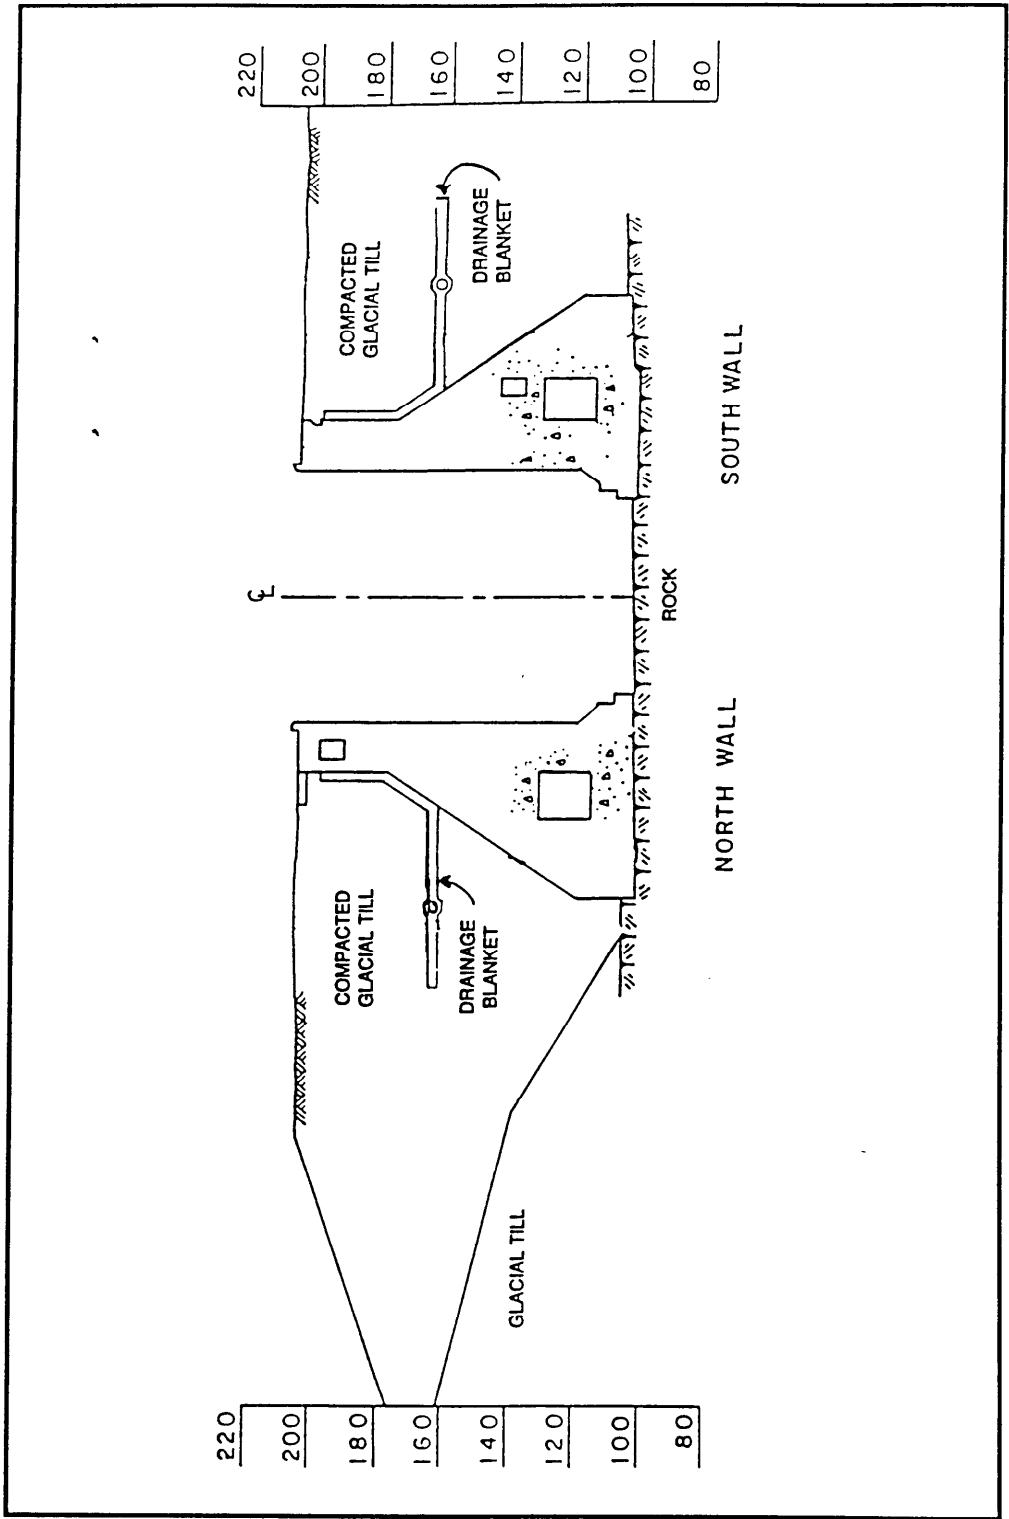 220
200
180
160
140
120
100
80
COMPACTED
GLACIAL TILL
DRAINAGE
BLANKET
GLACIAL TILL
NORTH WALL
℄
ROCK
COMPACTED
GLACIAL TILL
DRAINAGE
BLANKET
SOUTH WALL
220
200
180
160
140
120
100
80